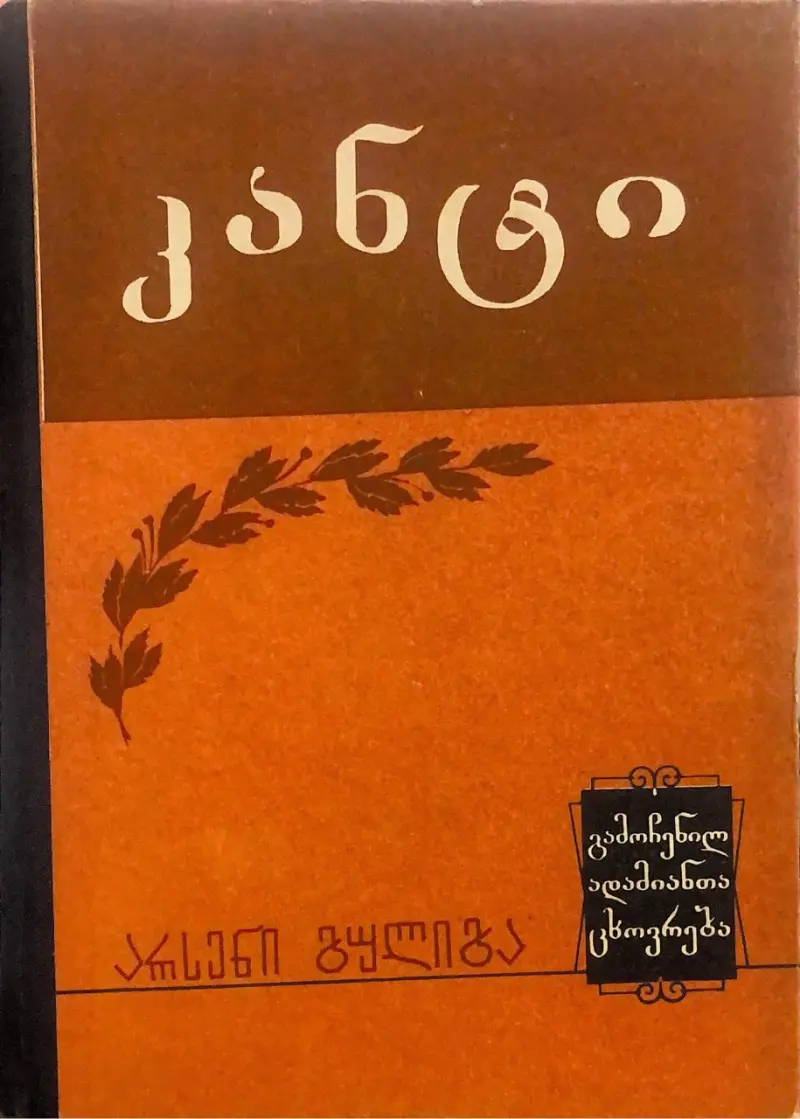 კანტი
არსენი გულიგა
გამოჩენილ
ადამიანთა
ცხოვრება